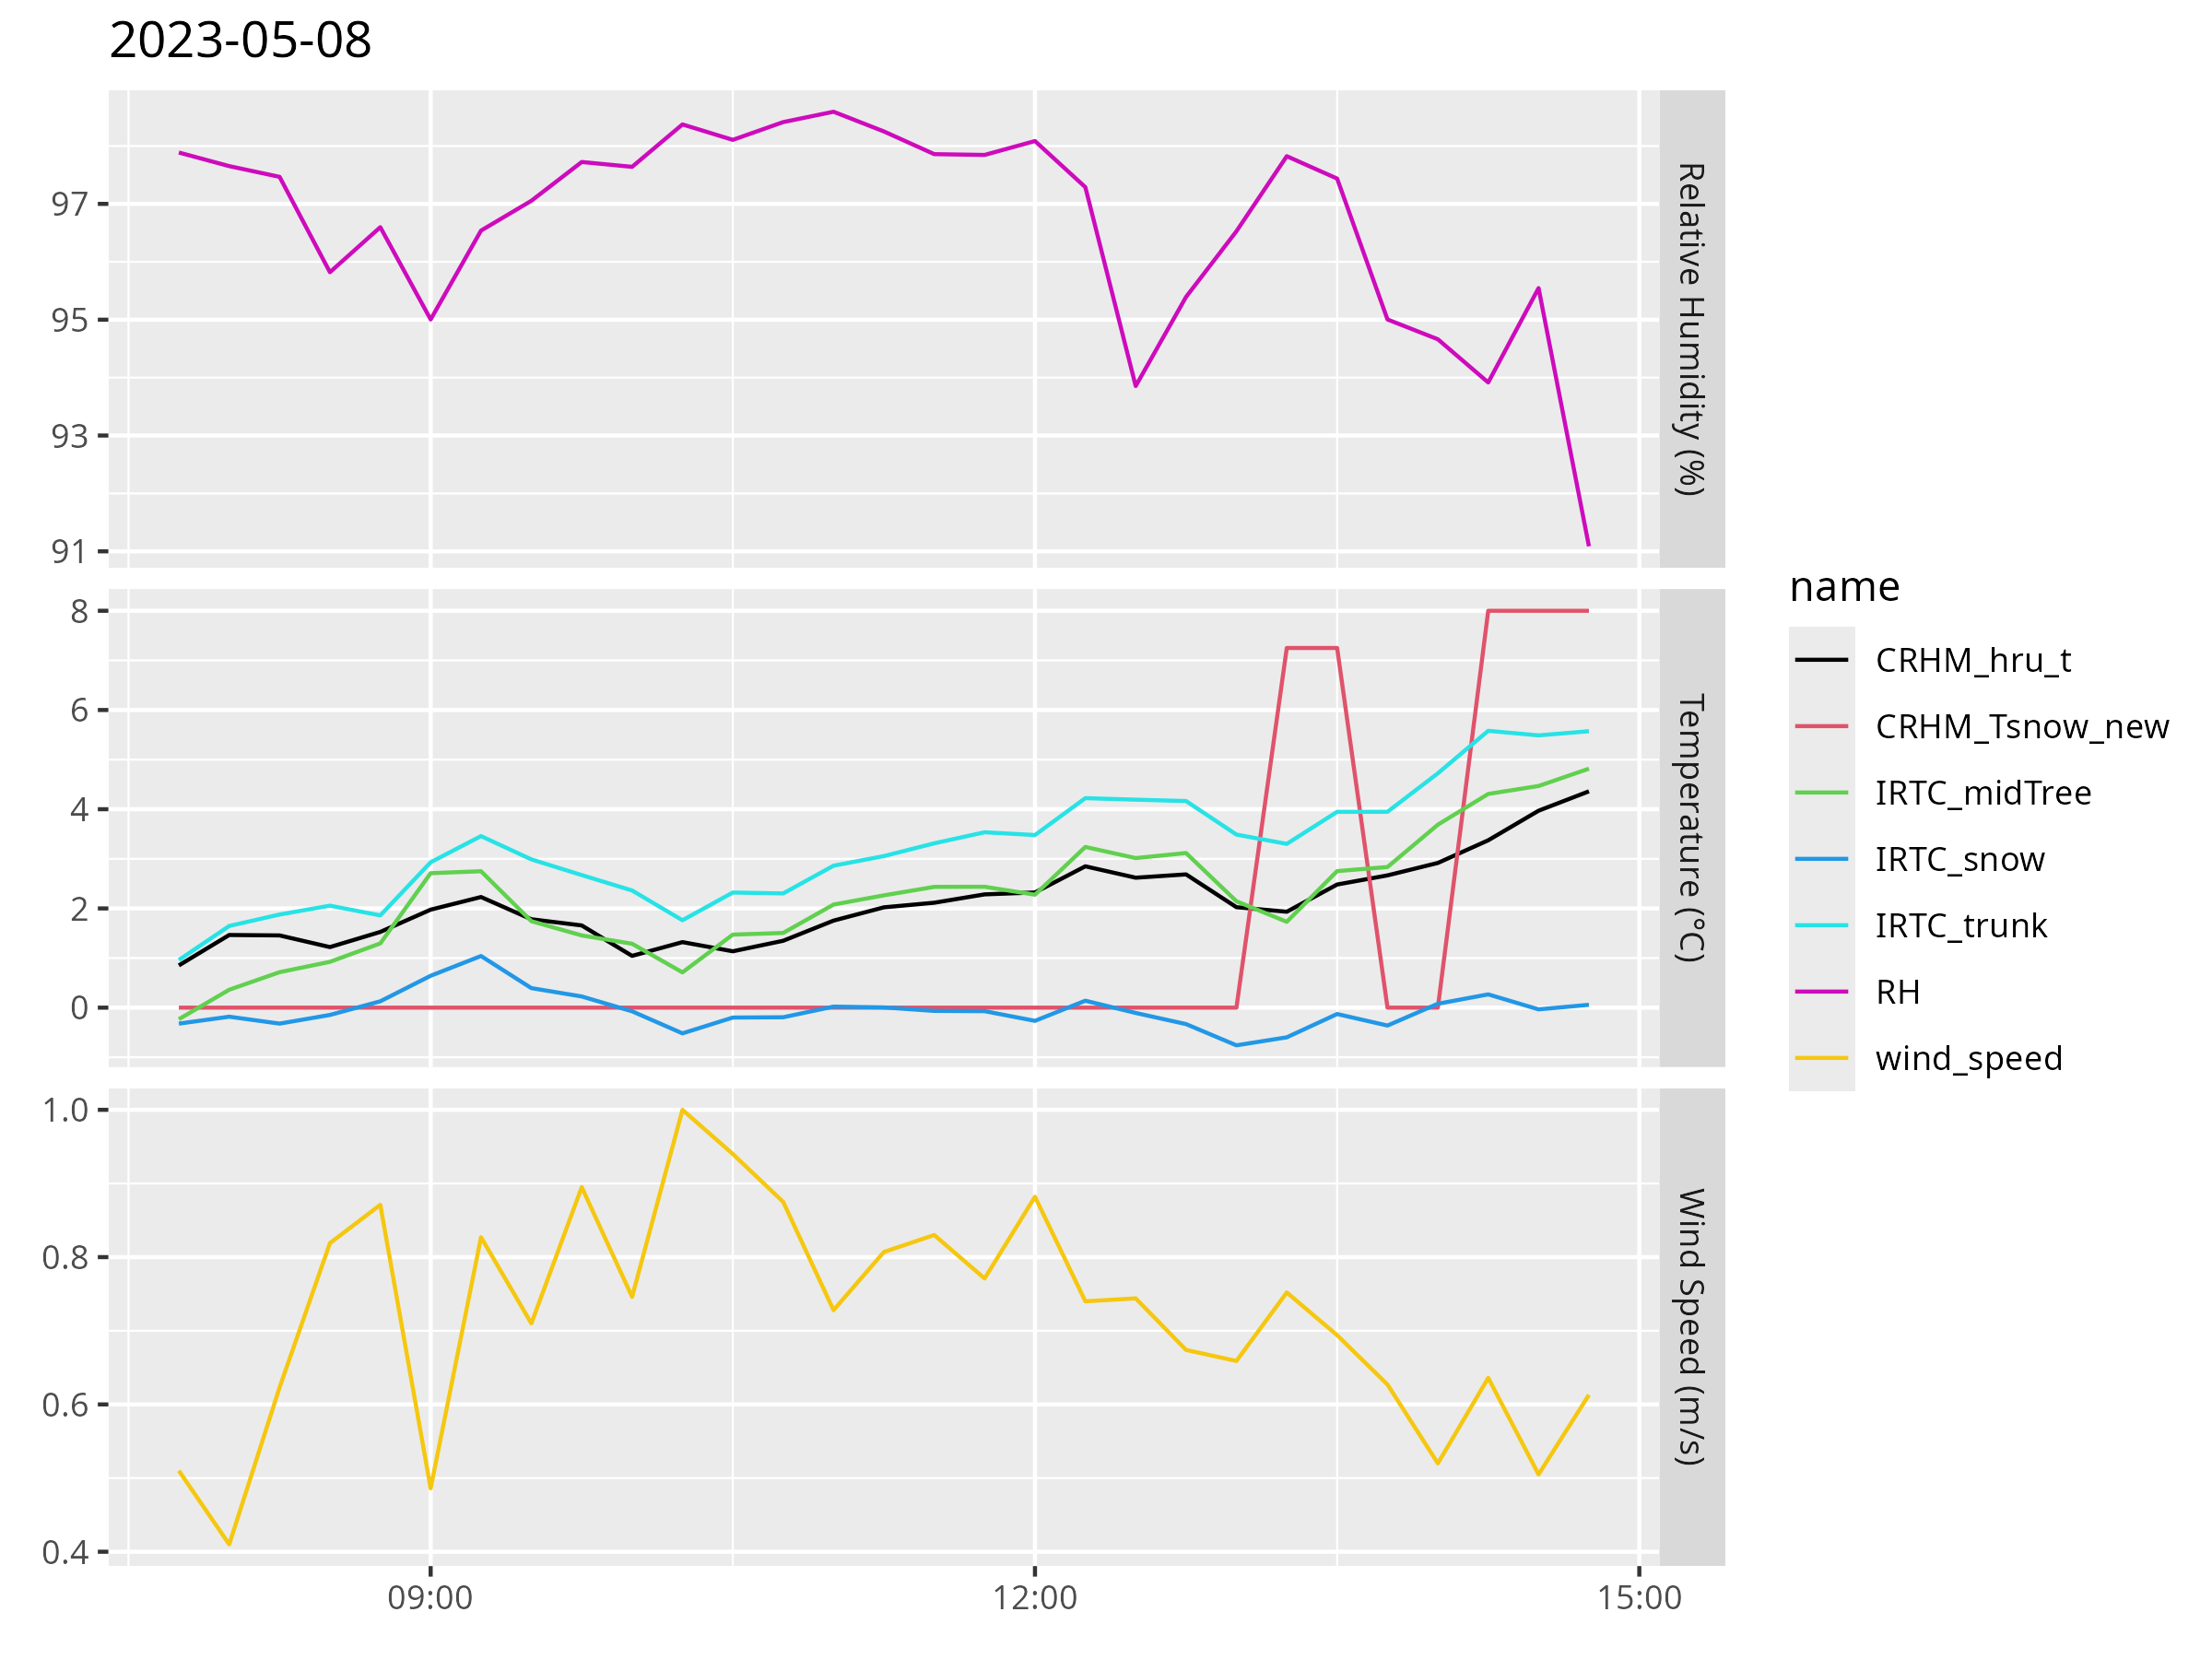 2023-05-08
97
95
93
91
Relative Humidity (%)
8
6
4
2
0
Temperature (°C)
1.0
0.8
0.6
0.4
Wind Speed (m/s)
09:00
12:00
15:00
name
CRHM_hru_t
CRHM_Tsnow_new
IRTC_midTree
IRTC_snow
IRTC_trunk
RH
wind_speed